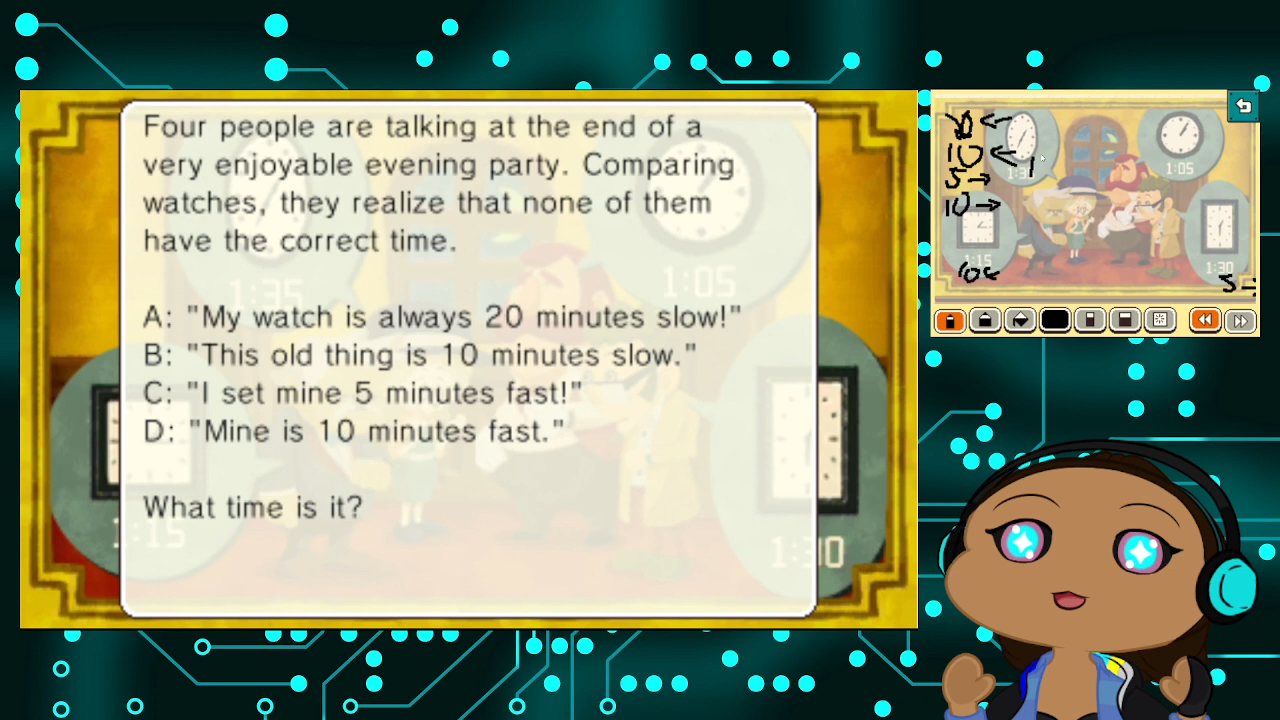 Four people are talking at the end of a
very enjoyable evening party. Comparing
watches, they realize that none of them
have the correct time.
A: "My watch is always 20 minutes slow!"
B: "This old thing is 10 minutes slow."
C: "I set mine 5 minutes fast!"
D: "Mine is 10 minutes fast."
What time is it?
1:35
1:05
1:15
1:30
10
5
10
1:05
1:15
1:30
5